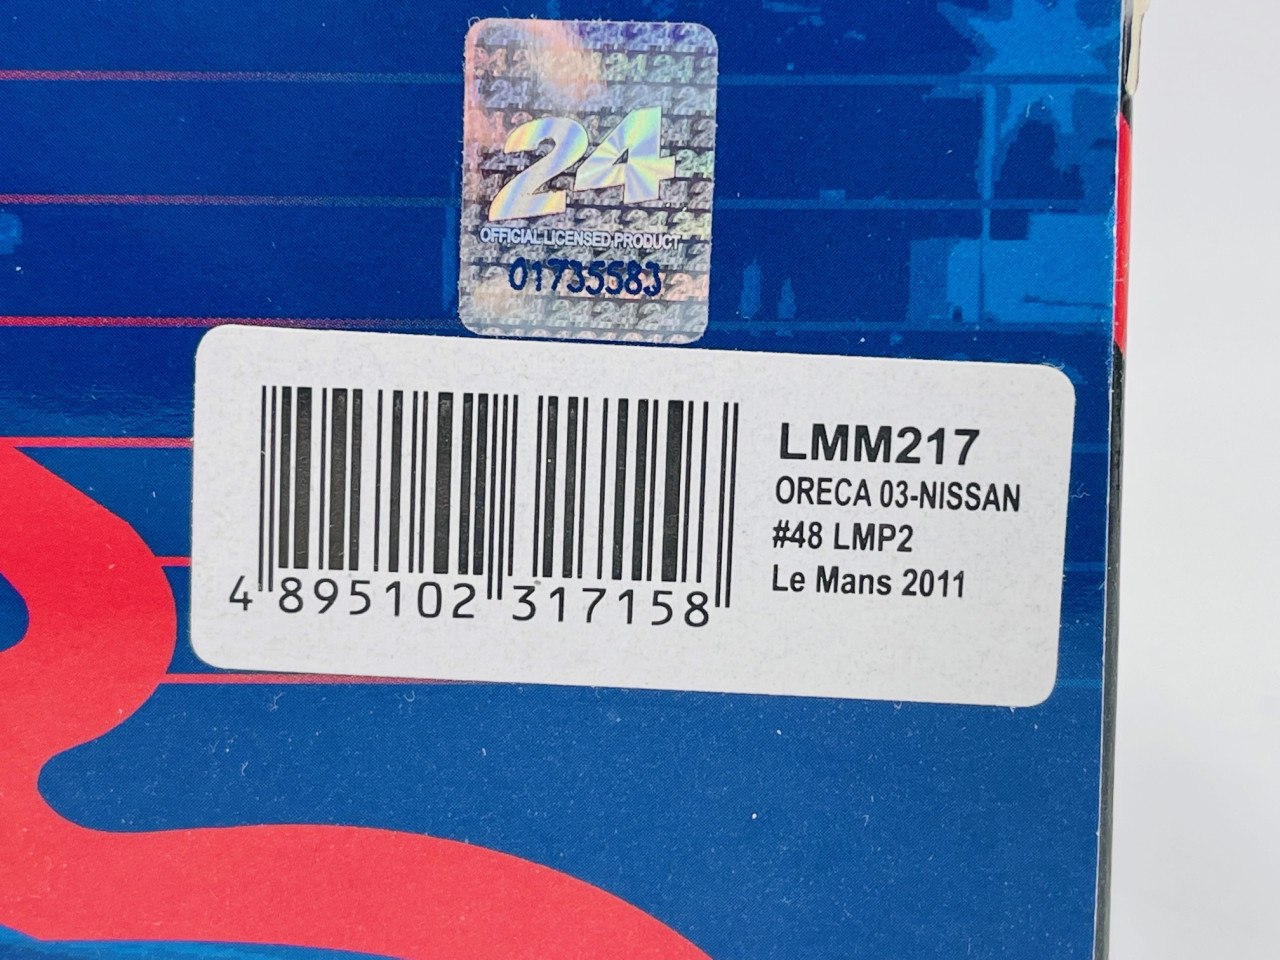 24
OFFICIAL LICENSED PRODUCT
01735583
LMM217
ORECA 03-NISSAN
#48 LMP2
Le Mans 2011
4 895102 317158